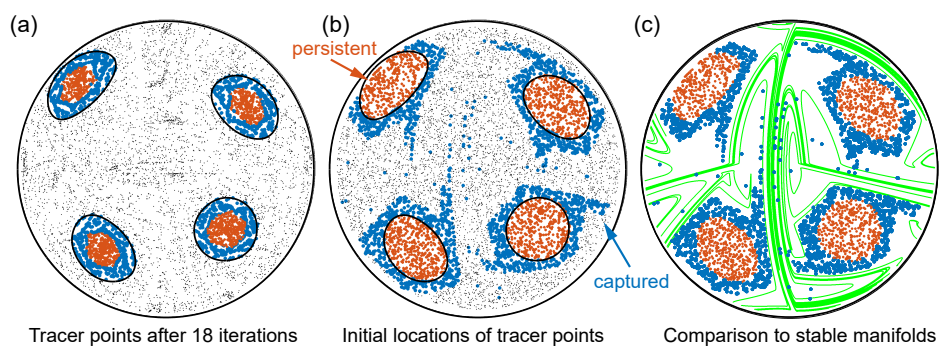 (a)
(b)
(c)
persistent
captured
Tracer points after 18 iterations
Initial locations of tracer points
Comparison to stable manifolds